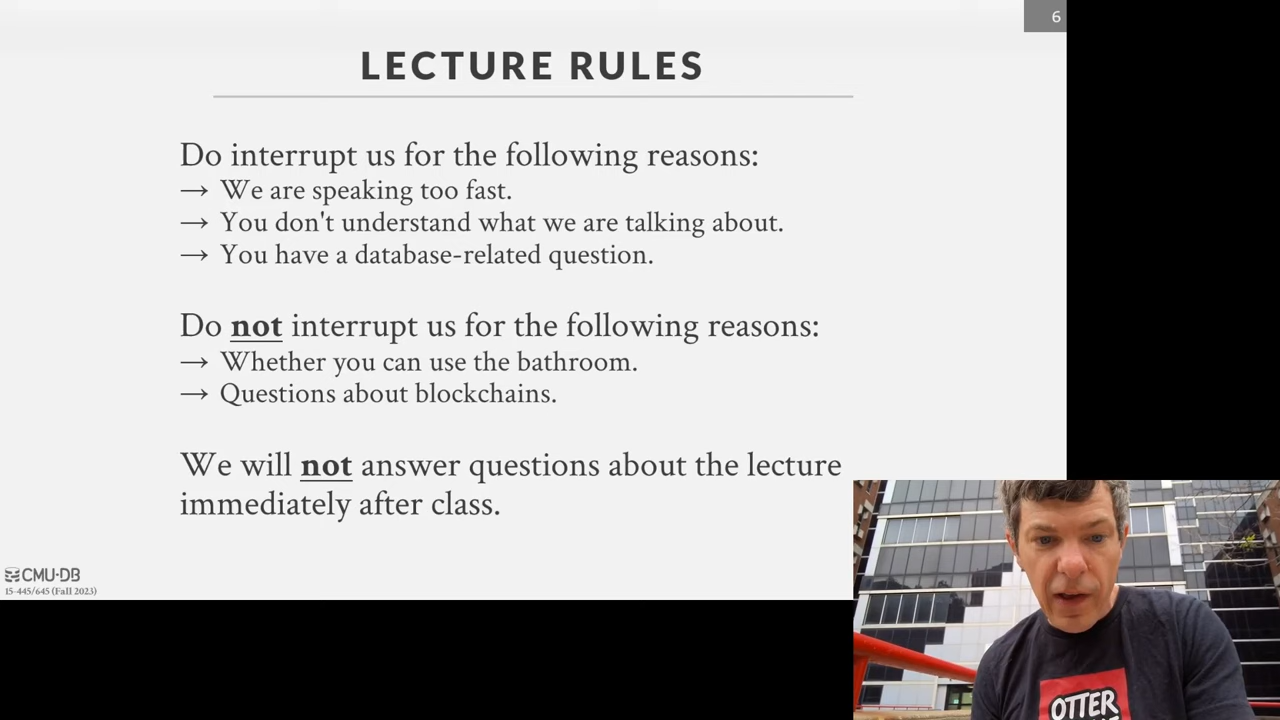 6
LECTURE RULES
Do interrupt us for the following reasons:
→ We are speaking too fast.
→ You don't understand what we are talking about.
→ You have a database-related question.
Do not interrupt us for the following reasons:
→ Whether you can use the bathroom.
→ Questions about blockchains.
We will not answer questions about the lecture
immediately after class.
CMU·DB
15-445/645 (Fall 2023)
OTTER